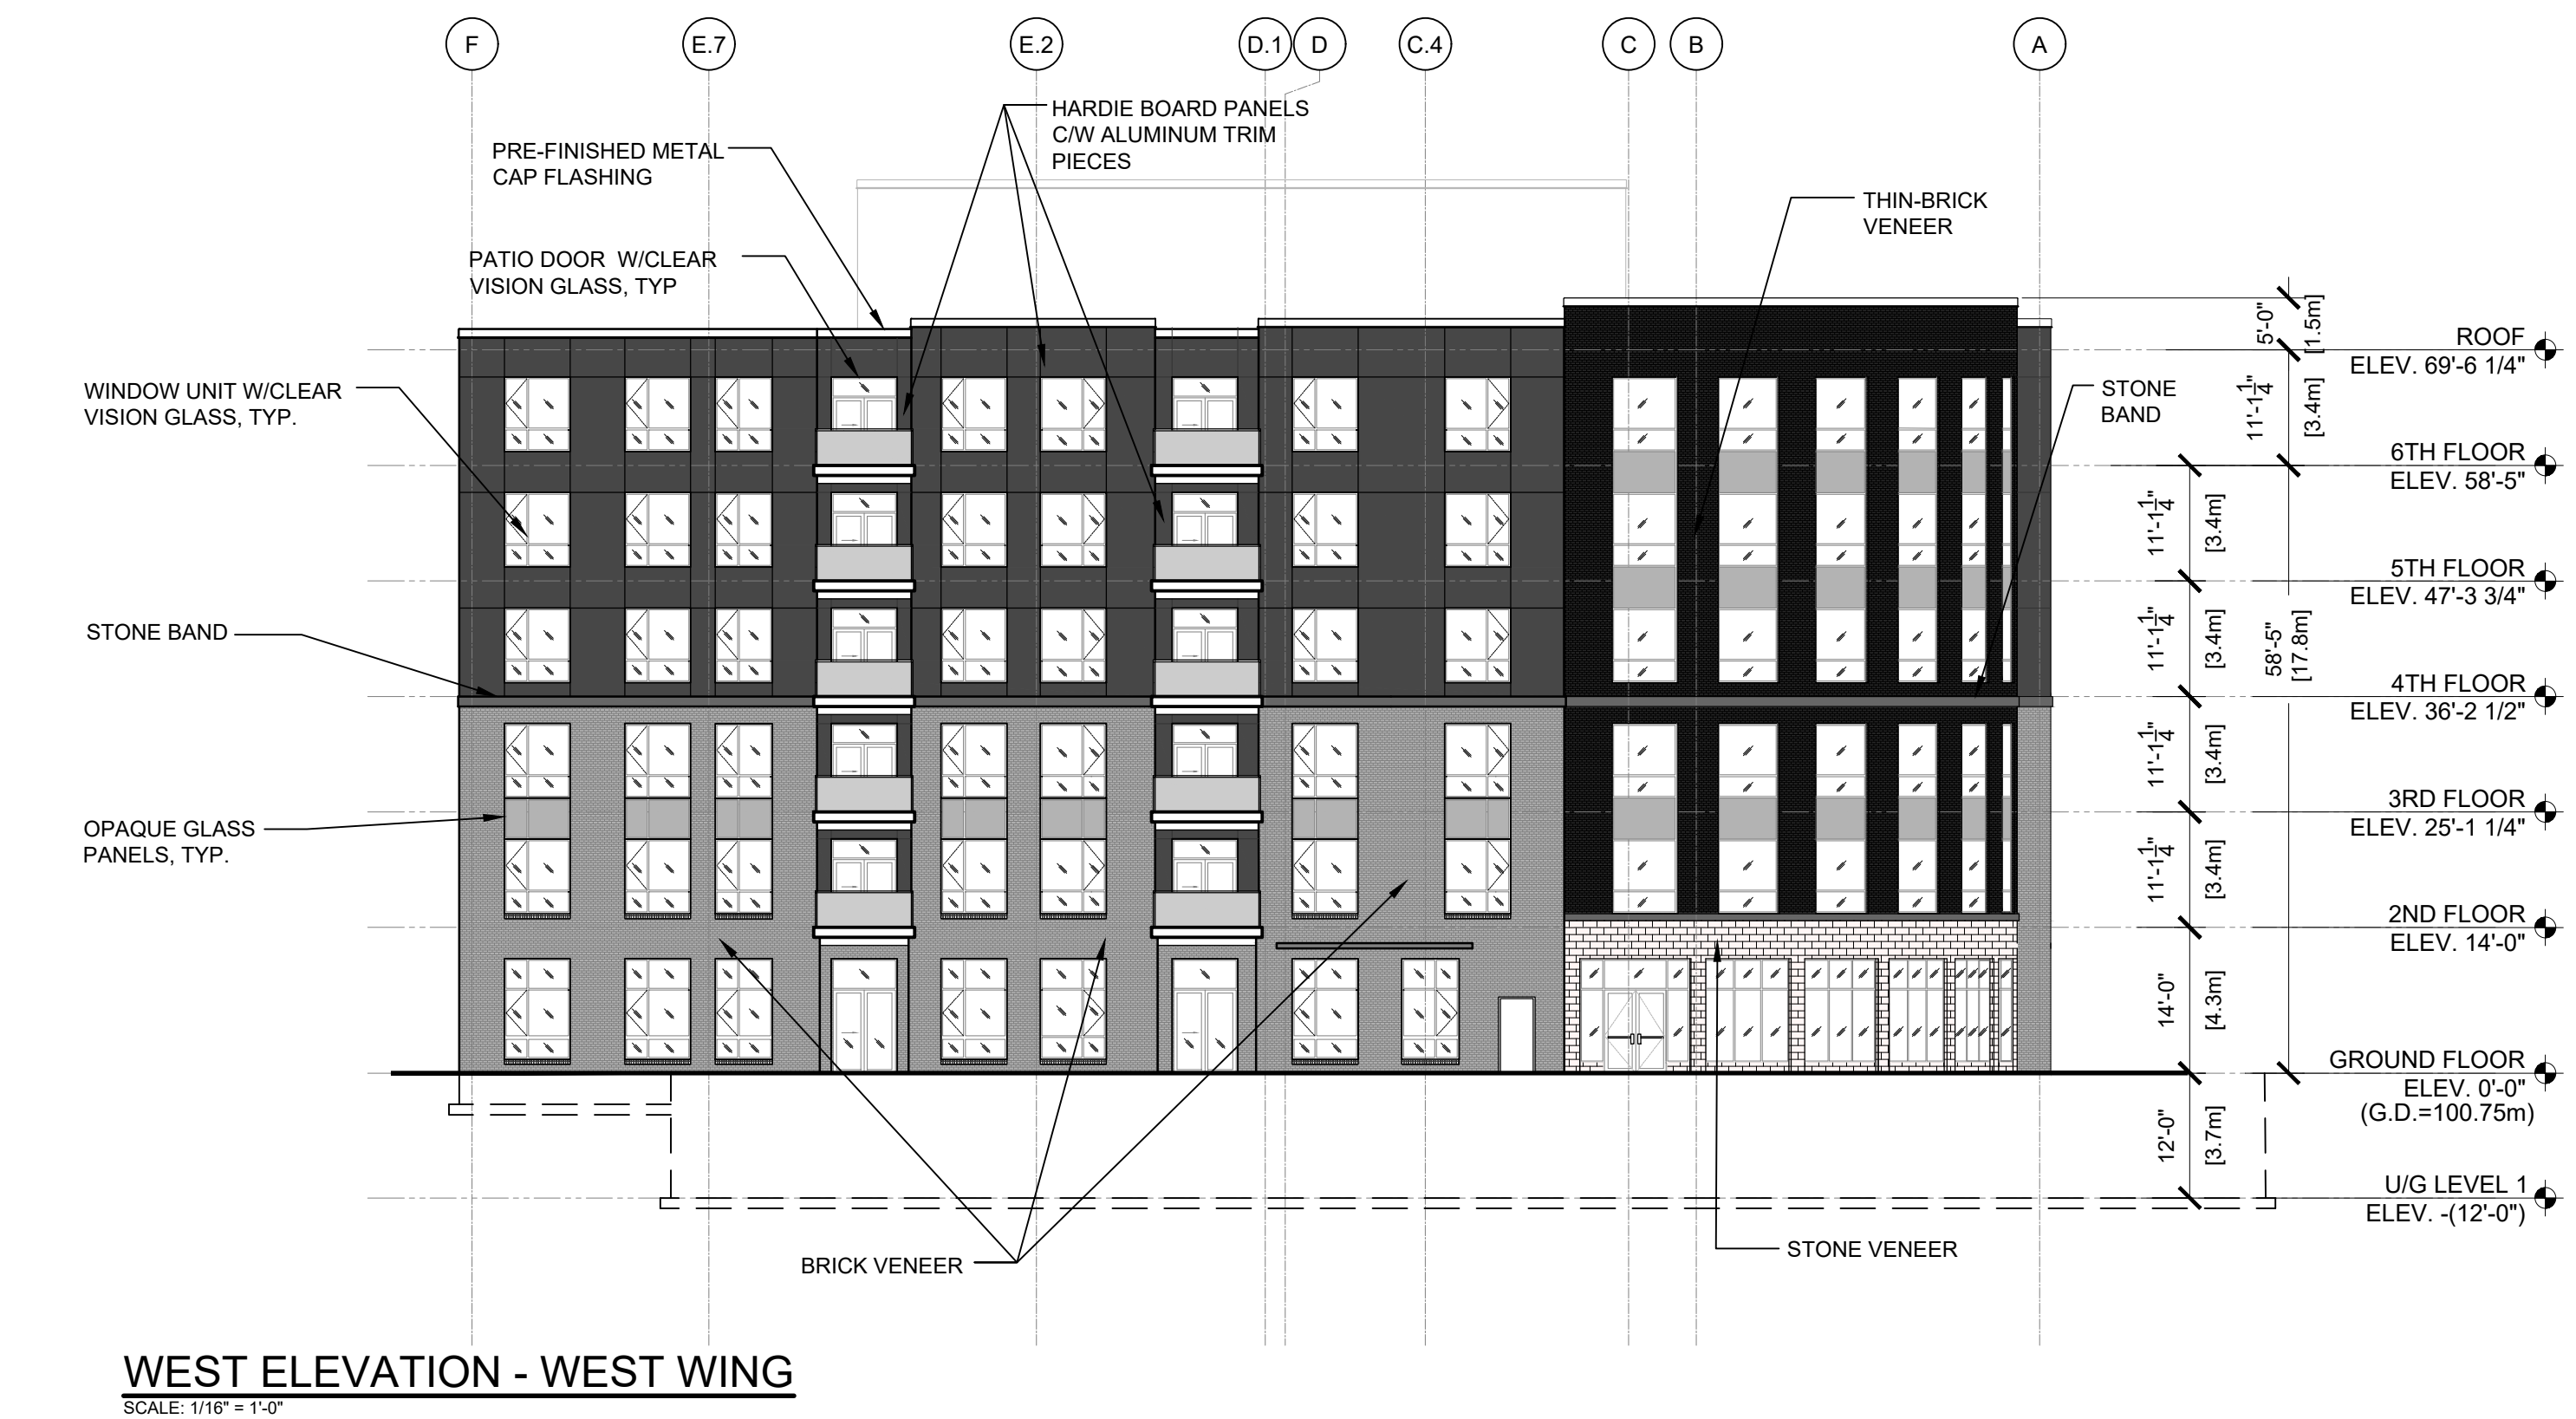 F
E.7
E.2
D.1
D
C.4
C
B
A
HARDIE BOARD PANELS
C/W ALUMINUM TRIM
PIECES
PRE-FINISHED METAL
CAP FLASHING
THIN-BRICK
VENEER
PATIO DOOR W/CLEAR
VISION GLASS, TYP
WINDOW UNIT W/CLEAR
VISION GLASS, TYP.
STONE
BAND
STONE BAND
OPAQUE GLASS
PANELS, TYP.
BRICK VENEER
STONE VENEER
5'-0"
[1.5m]
11'-1 1/4"
[3.4m]
11'-1 1/4"
[3.4m]
11'-1 1/4"
[3.4m]
58'-5"
[17.8m]
11'-1 1/4"
[3.4m]
11'-1 1/4"
[3.4m]
14'-0"
[4.3m]
12'-0"
[3.7m]
ROOF
ELEV. 69'-6 1/4"
6TH FLOOR
ELEV. 58'-5"
5TH FLOOR
ELEV. 47'-3 3/4"
4TH FLOOR
ELEV. 36'-2 1/2"
3RD FLOOR
ELEV. 25'-1 1/4"
2ND FLOOR
ELEV. 14'-0"
GROUND FLOOR
ELEV. 0'-0"
(G.D.=100.75m)
U/G LEVEL 1
ELEV. -(12'-0")
WEST ELEVATION - WEST WING
SCALE: 1/16" = 1'-0"